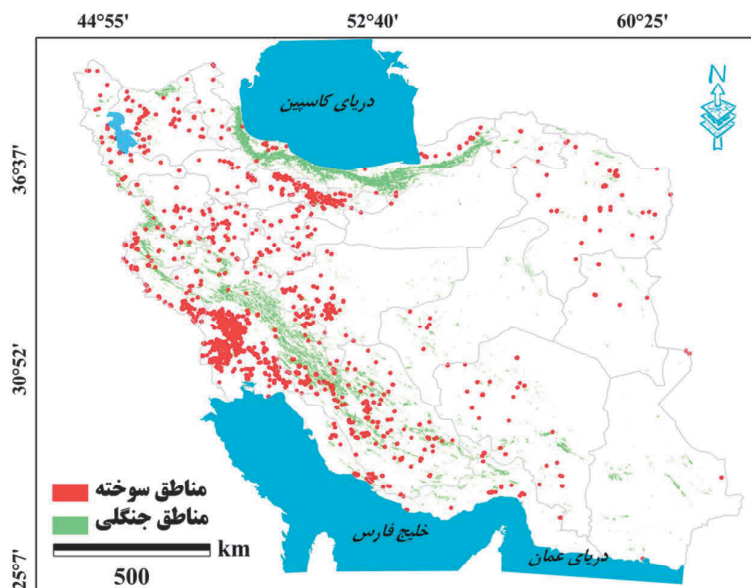 44°55' 52°40' 60°25'
N
دریای کاسپین
36°37'
30°52'
25°7'
مناطق سوخته
مناطق جنگلی
km
500
خلیج فارس
دریای عمان